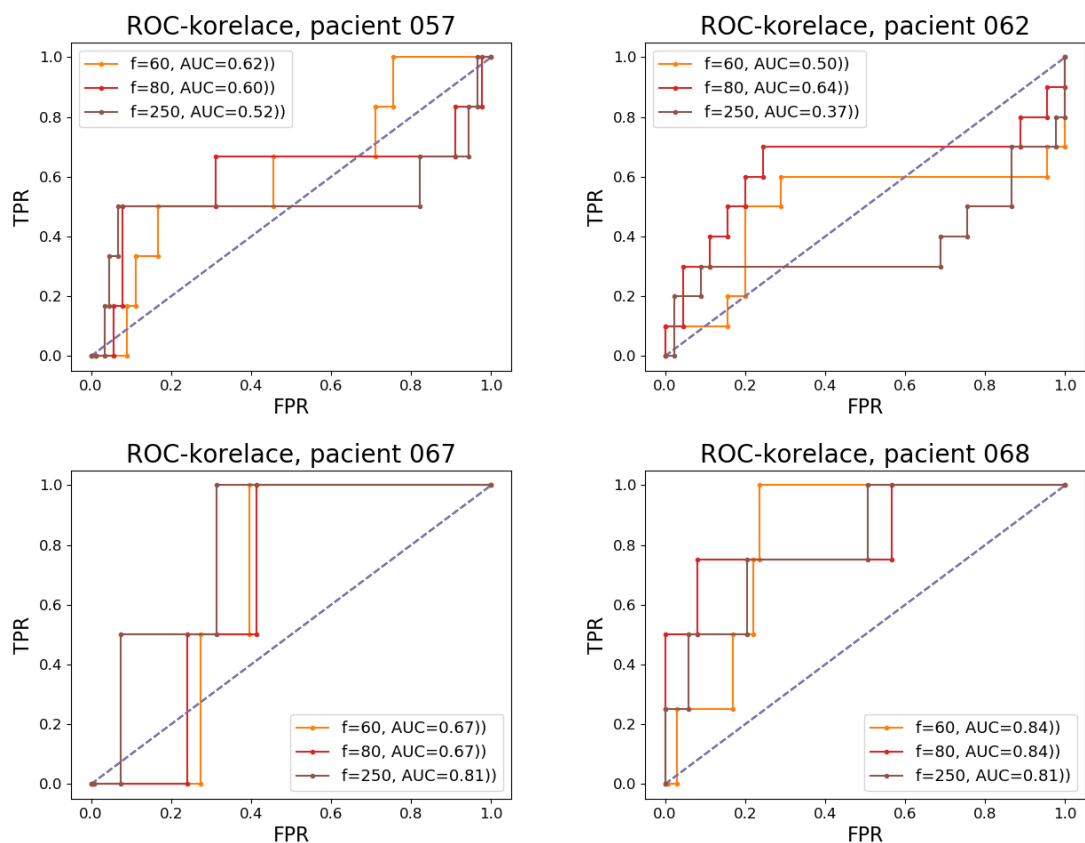 ROC-korelace, pacient 057
1.0
0.8
0.6
0.4
0.2
0.0
TPR
f=60, AUC=0.62))
f=80, AUC=0.60))
f=250, AUC=0.52))
0.0 0.2 0.4 0.6 0.8 1.0
FPR
ROC-korelace, pacient 062
1.0
0.8
0.6
0.4
0.2
0.0
TPR
f=60, AUC=0.50))
f=80, AUC=0.64))
f=250, AUC=0.37))
0.0 0.2 0.4 0.6 0.8 1.0
FPR
ROC-korelace, pacient 067
1.0
0.8
0.6
0.4
0.2
0.0
TPR
f=60, AUC=0.67))
f=80, AUC=0.67))
f=250, AUC=0.81))
0.0 0.2 0.4 0.6 0.8 1.0
FPR
ROC-korelace, pacient 068
1.0
0.8
0.6
0.4
0.2
0.0
TPR
f=60, AUC=0.84))
f=80, AUC=0.84))
f=250, AUC=0.81))
0.0 0.2 0.4 0.6 0.8 1.0
FPR